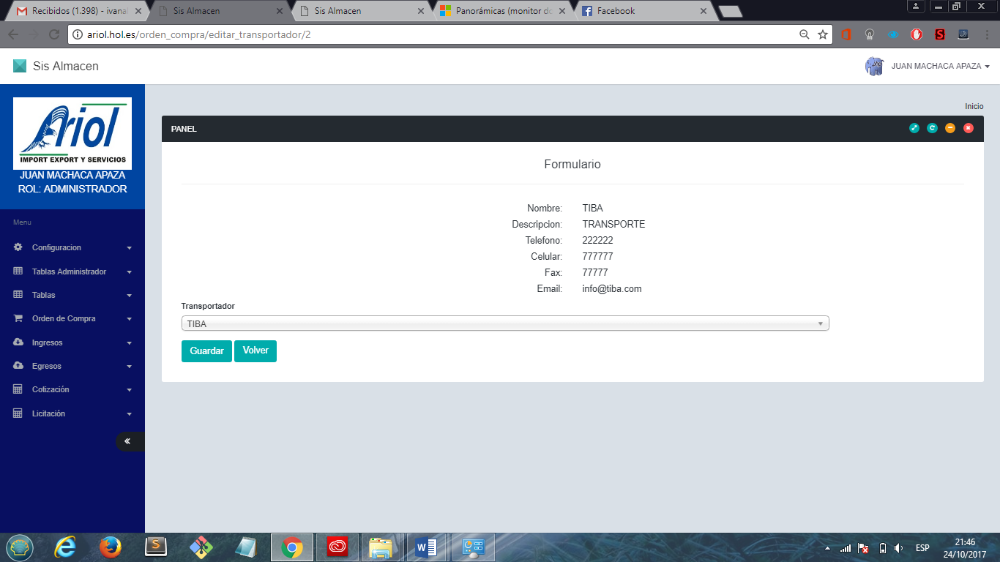 Recibidos (1.398) - ivanal
Sis Almacen
Sis Almacen
Panorámicas (monitor do
Facebook
ariol.hol.es/orden_compra/editar_transportador/2
Sis Almacen
JUAN MACHACA APAZA
Ariol
IMPORT EXPORT Y SERVICIOS
JUAN MACHACA APAZA
ROL: ADMINISTRADOR
Menu
Configuracion
Tablas Administrador
Tablas
Orden de Compra
Ingresos
Egresos
Cotización
Licitación
Inicio
PANEL
Formulario
Nombre: TIBA
Descripcion: TRANSPORTE
Telefono: 222222
Celular: 777777
Fax: 77777
Email: info@tiba.com
Transportador
TIBA
Guardar Volver
ESP
21:46
24/10/2017